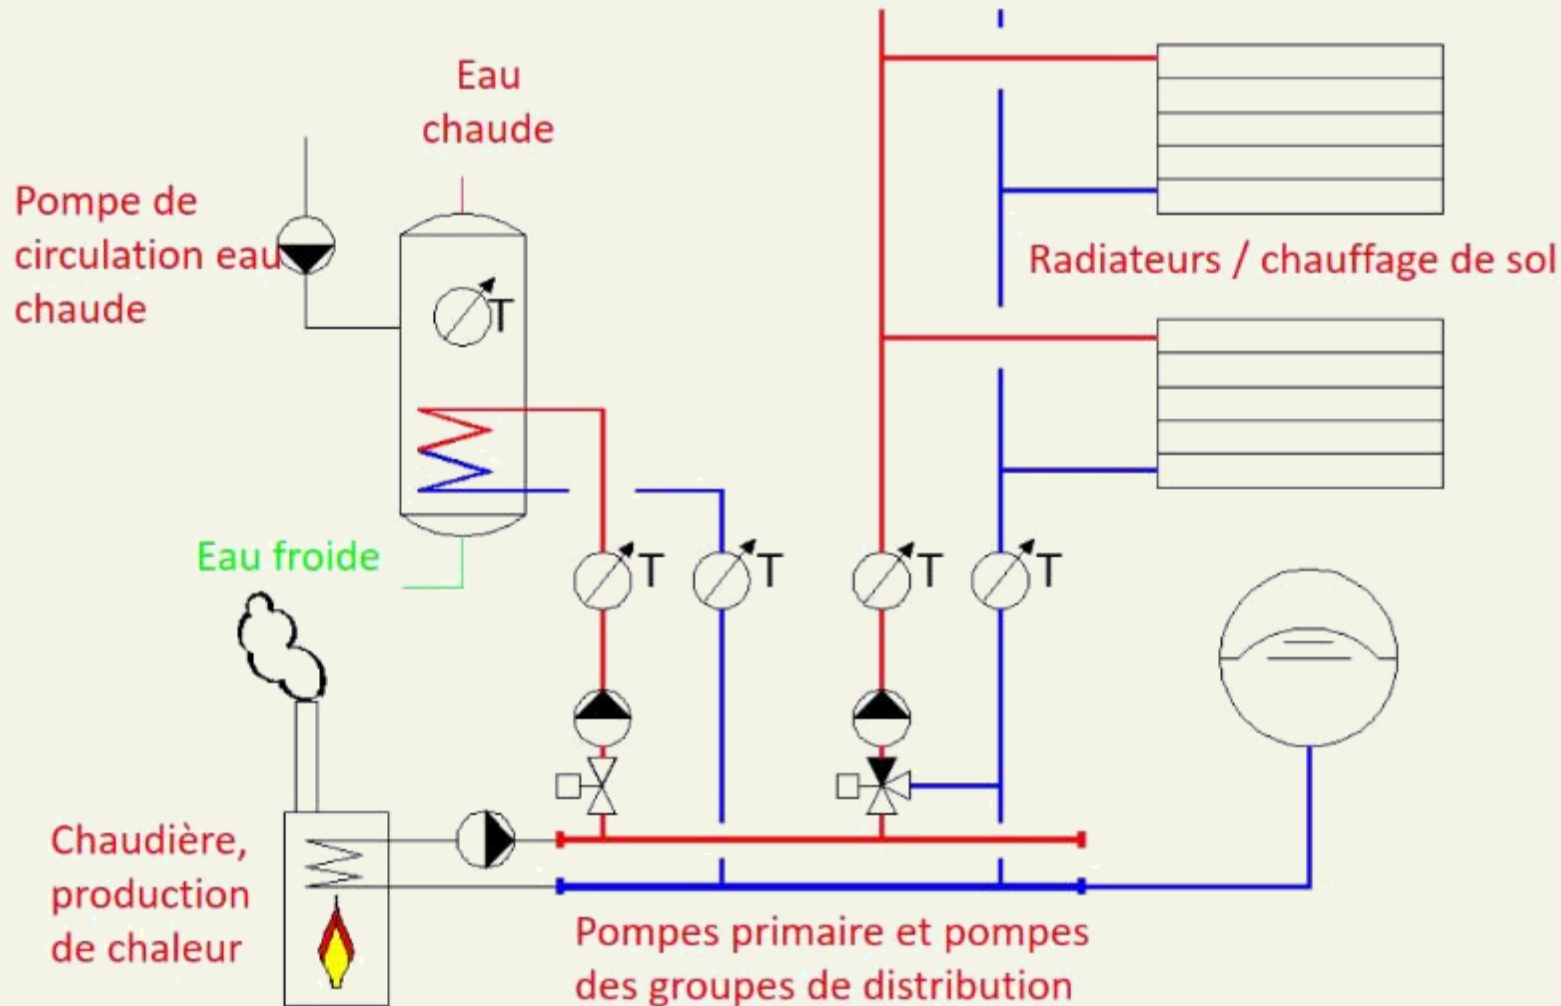 Eau
chaude
Pompe de
circulation eau
chaude
T
Radiateurs / chauffage de sol
Eau froide
T
T
T
T
Chaudière,
production
de chaleur
Pompes primaire et pompes
des groupes de distribution